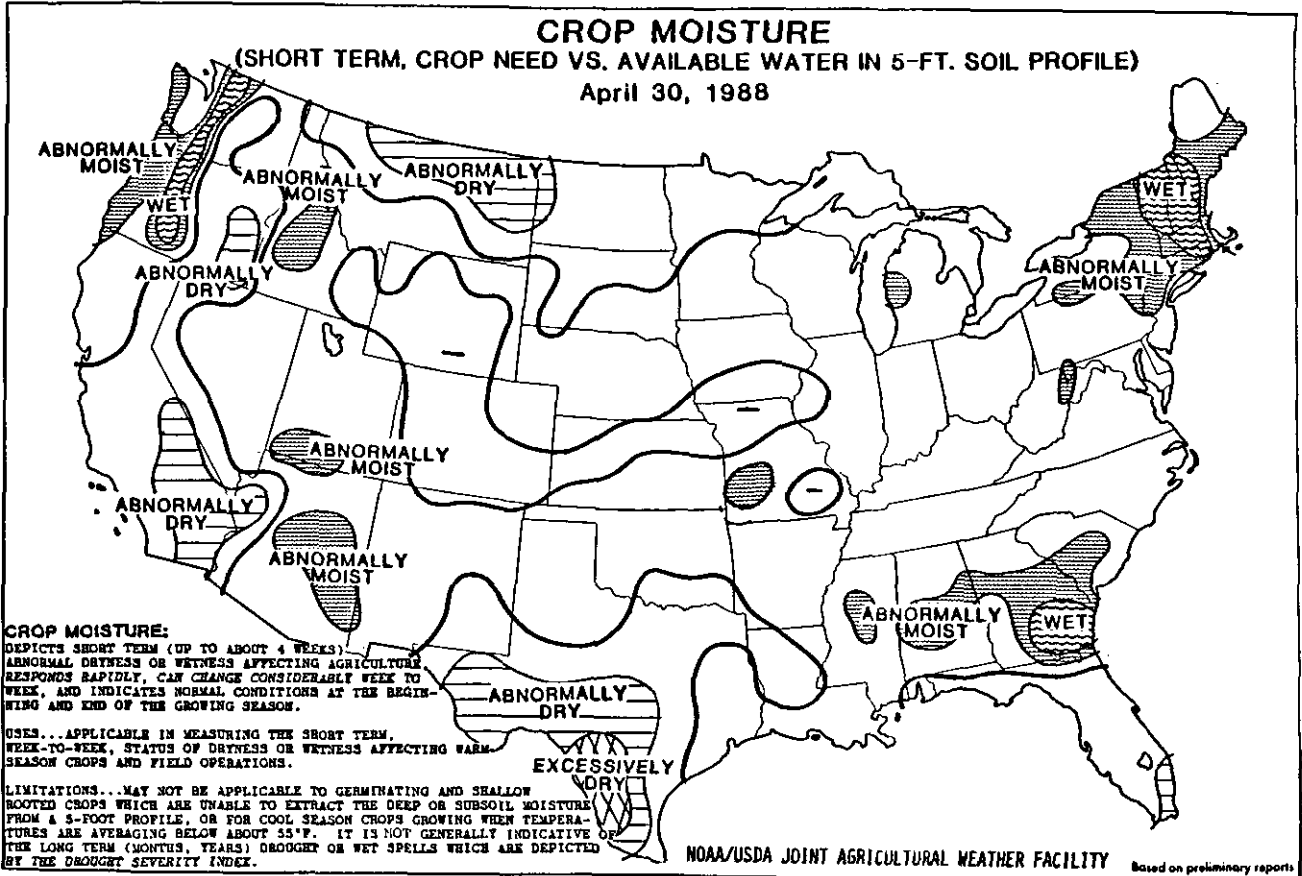 CROP MOISTURE
(SHORT TERM, CROP NEED VS. AVAILABLE WATER IN 5-FT. SOIL PROFILE)
April 30, 1988
ABNORMALLY
MOIST
WET
ABNORMALLY
MOIST
ABNORMALLY
DRY
ABNORMALLY
DRY
WET
ABNORMALLY
MOIST
ABNORMALLY
MOIST
ABNORMALLY
DRY
ABNORMALLY
MOIST
ABNORMALLY
MOIST
WET
ABNORMALLY
DRY
EXCESSIVELY
DRY
CROP MOISTURE:
DEPICTS SHORT TERM (UP TO ABOUT 4 WEEKS)
ABNORMAL DRYNESS OR WETNESS AFFECTING AGRICULTURE,
RESPONDS RAPIDLY, CAN CHANGE CONSIDERABLY WEEK TO
WEEK, AND INDICATES NORMAL CONDITIONS AT THE BEGIN-
NING AND END OF THE GROWING SEASON.
USES...APPLICABLE IN MEASURING THE SHORT TERM,
WEEK-TO-WEEK, STATUS OF DRYNESS OR WETNESS AFFECTING WARM
SEASON CROPS AND FIELD OPERATIONS.
LIMITATIONS...MAY NOT BE APPLICABLE TO GERMINATING AND SHALLOW
ROOTED CROPS WHICH ARE UNABLE TO EXTRACT THE DEEP OR SUBSOIL MOISTURE
FROM A 5-FOOT PROFILE, OR FOR COOL SEASON CROPS GROWING WHEN TEMPERA-
TURES ARE AVERAGING BELOW ABOUT 55°F. IT IS NOT GENERALLY INDICATIVE OF
THE LONG TERM (MONTHS, YEARS) DROUGHT OR WET SPELLS WHICH ARE DEPICTED
BY THE DROUGHT SEVERITY INDEX.
NOAA/USDA JOINT AGRICULTURAL WEATHER FACILITY
Based on preliminary reports